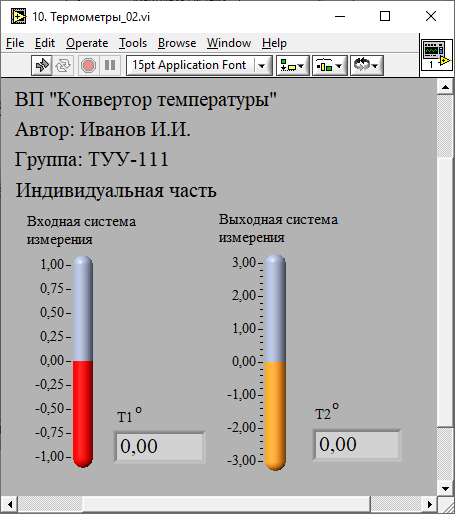 10. Термометры_02.vi
File Edit Operate Tools Browse Window Help
15pt Application Font
1
ВП "Конвертор температуры"
Автор: Иванов И.И.
Группа: ТУУ-111
Индивидуальная часть
Входная система
измерения
1,00
0,75
0,50
0,25
0,00
-0,25
-0,50
-0,75
-1,00
Т1°
0,00
Выходная система
измерения
3,00
2,00
1,00
0,00
-1,00
-2,00
-3,00
Т2°
0,00